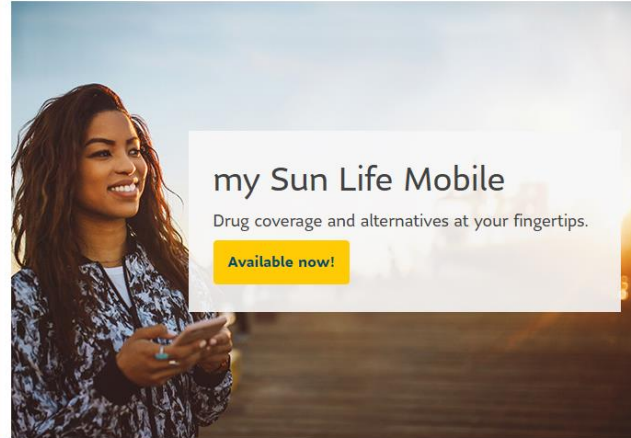 my Sun Life Mobile
Drug coverage and alternatives at your fingertips.
Available now!